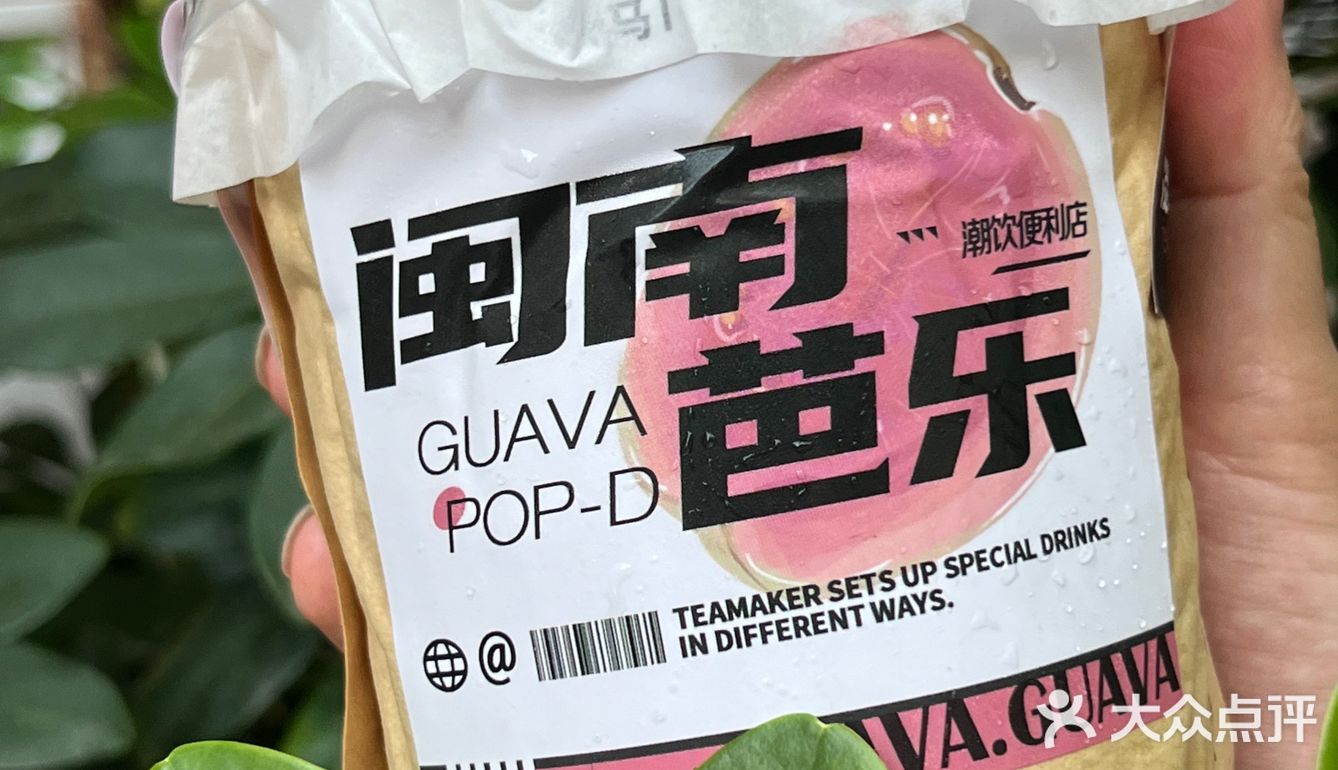 闽南
潮饮便利店
芭乐
GUAVA
POP-D
TEAMAKER SETS UP SPECIAL DRINKS
IN DIFFERENT WAYS.
@
VA.GUAVA
大众点评